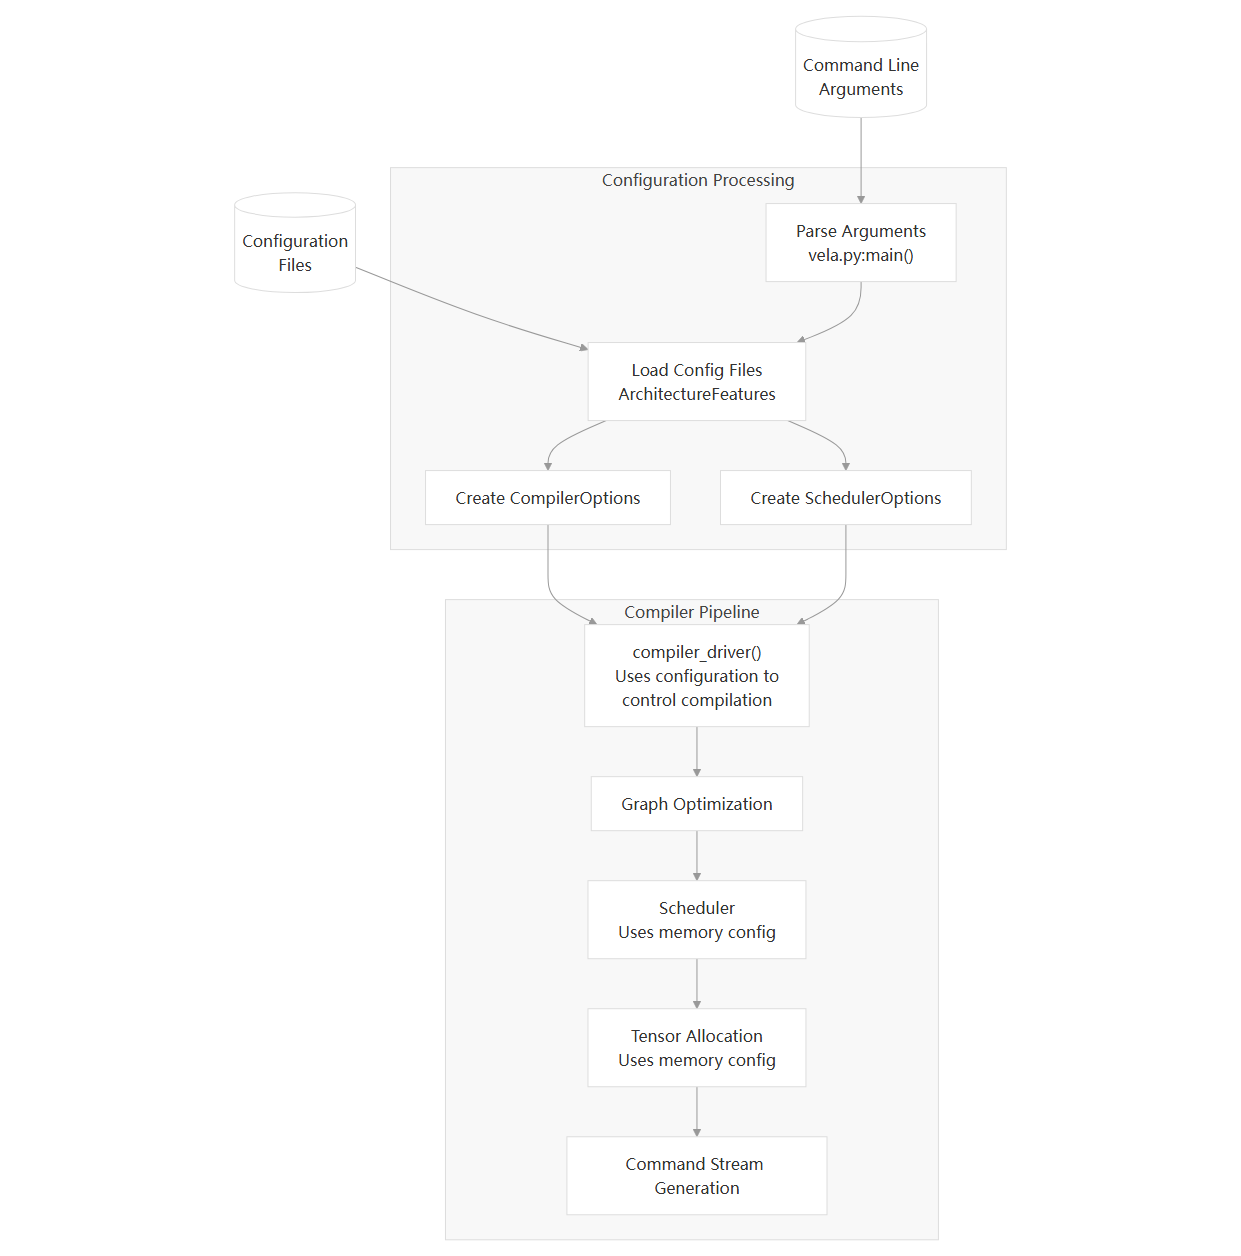 Command Line
Arguments
Configuration Processing
Parse Arguments
vela.py:main()
Configuration
Files
Load Config Files
ArchitectureFeatures
Create CompilerOptions
Create SchedulerOptions
Compiler Pipeline
compiler_driver()
Uses configuration to
control compilation
Graph Optimization
Scheduler
Uses memory config
Tensor Allocation
Uses memory config
Command Stream
Generation